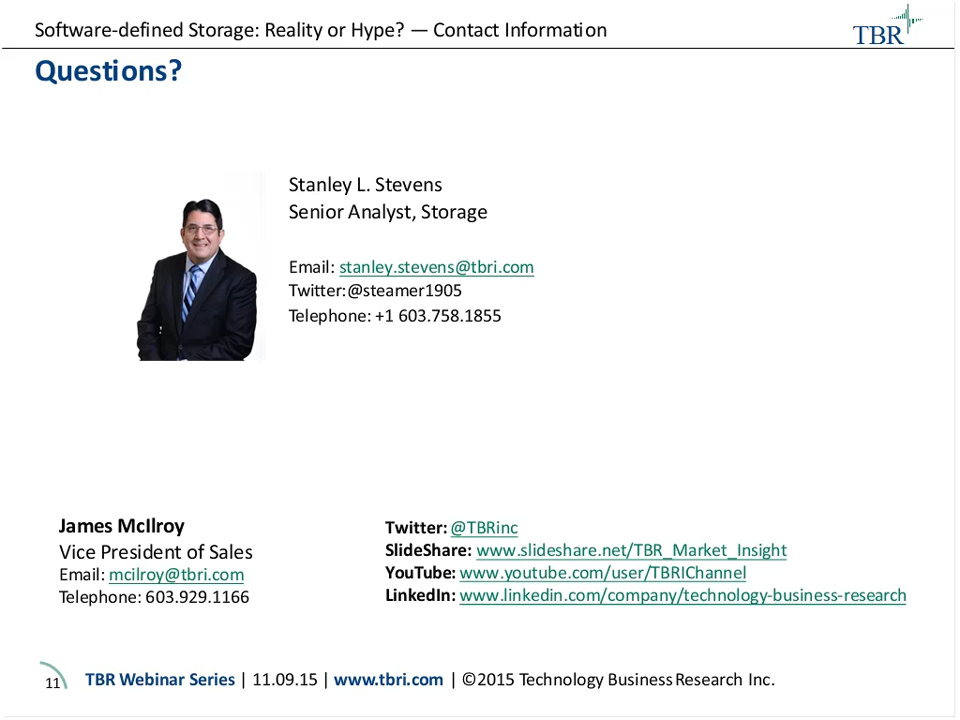 Software-defined Storage: Reality or Hype? — Contact Information
TBR
Questions?
Stanley L. Stevens
Senior Analyst, Storage
Email: stanley.stevens@tbri.com
Twitter:@steamer1905
Telephone: +1 603.758.1855
James McIlroy
Vice President of Sales
Email: mcilroy@tbri.com
Telephone: 603.929.1166
Twitter: @TBRinc
SlideShare: www.slideshare.net/TBR_Market_Insight
YouTube: www.youtube.com/user/TBRIChannel
LinkedIn: www.linkedin.com/company/technology-business-research
11 TBR Webinar Series | 11.09.15 | www.tbri.com | ©2015 Technology Business Research Inc.